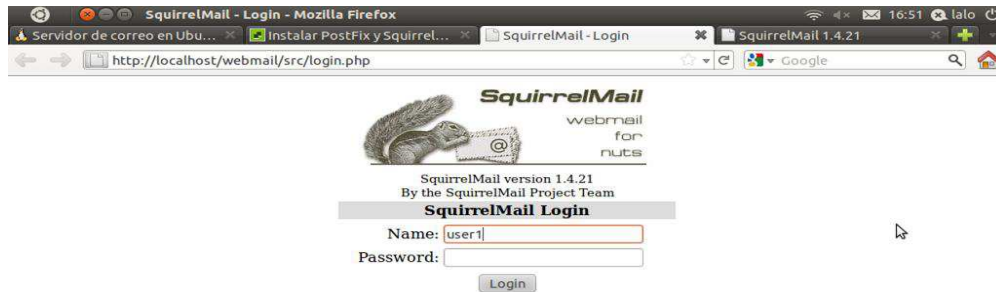 SquirrelMail - Login - Mozilla Firefox
16:51 lalo
Servidor de correo en Ubu...
Instalar PostFix y Squirrel...
SquirrelMail - Login
SquirrelMail 1.4.21
http://localhost/webmail/src/login.php
Google
SquirrelMail
webmail
for
nuts
@
SquirrelMail version 1.4.21
By the SquirrelMail Project Team
SquirrelMail Login
Name: user1
Password:
Login